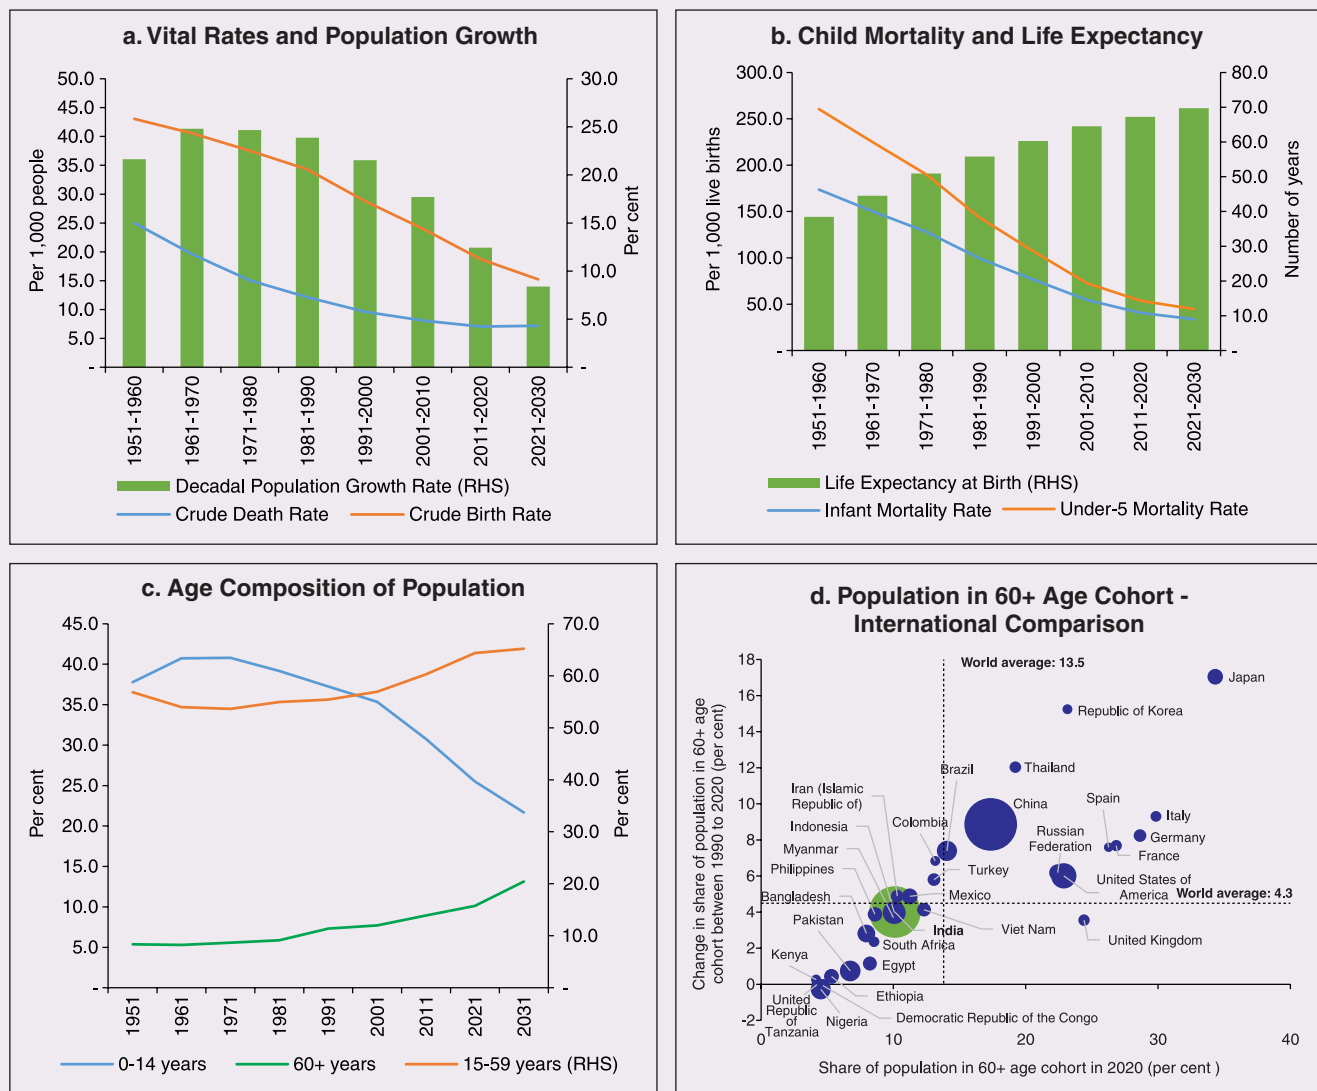 a. Vital Rates and Population Growth
50.0
45.0
40.0
35.0
30.0
25.0
20.0
15.0
10.0
5.0
-
Per 1,000 people
30.0
25.0
20.0
15.0
10.0
5.0
-
Per cent
1951-1960
1961-1970
1971-1980
1981-1990
1991-2000
2001-2010
2011-2020
2021-2030
Decadal Population Growth Rate (RHS)
Crude Death Rate
Crude Birth Rate
b. Child Mortality and Life Expectancy
300.0
250.0
200.0
150.0
100.0
50.0
-
Per 1,000 live births
80.0
70.0
60.0
50.0
40.0
30.0
20.0
10.0
-
Number of years
1951-1960
1961-1970
1971-1980
1981-1990
1991-2000
2001-2010
2011-2020
2021-2030
Life Expectancy at Birth (RHS)
Infant Mortality Rate
Under-5 Mortality Rate
c. Age Composition of Population
45.0
40.0
35.0
30.0
25.0
20.0
15.0
10.0
5.0
-
Per cent
70.0
60.0
50.0
40.0
30.0
20.0
10.0
-
Per cent
1951
1961
1971
1981
1991
2001
2011
2021
2031
0-14 years
60+ years
15-59 years (RHS)
d. Population in 60+ Age Cohort -
International Comparison
18
16
14
12
10
8
6
4
2
0
-2
Change in share of population in 60+ age
cohort between 1990 to 2020 (per cent)
World average: 13.5
Japan
Republic of Korea
Thailand
Brazil
Iran (Islamic
Republic of)
China
Spain
Italy
Indonesia
Colombia
Russian
Federation
Germany
Myanmar
France
Philippines
Turkey
United States of
America
Bangladesh
Mexico
World average: 4.3
Pakistan
India
Viet Nam
South Africa
United Kingdom
Kenya
Egypt
Ethiopia
United
Republic
of
Tanzania
Nigeria
Democratic Republic of the Congo
0
10
20
30
40
Share of population in 60+ age cohort in 2020 (per cent )